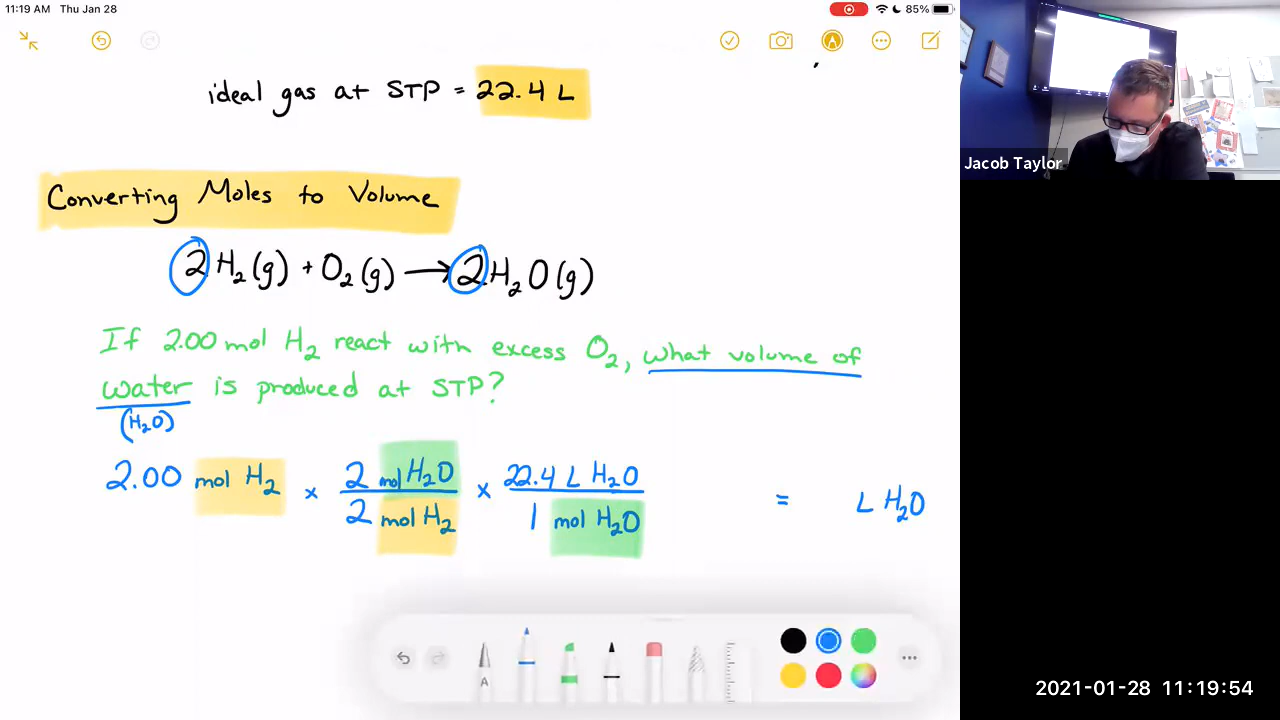 11:19 AM Thu Jan 28
85%
ideal gas at STP = 22.4 L
Converting Moles to Volume
2H₂(g) + O₂(g) → 2H₂O(g)
If 2.00 mol H₂ react with excess O₂, what volume of
water is produced at STP?
(H₂O)
2.00 mol H₂ × 2 mol H₂O / 2 mol H₂ × 22.4 L H₂O / 1 mol H₂O = L H₂O
A
Jacob Taylor
2021-01-28 11:19:54